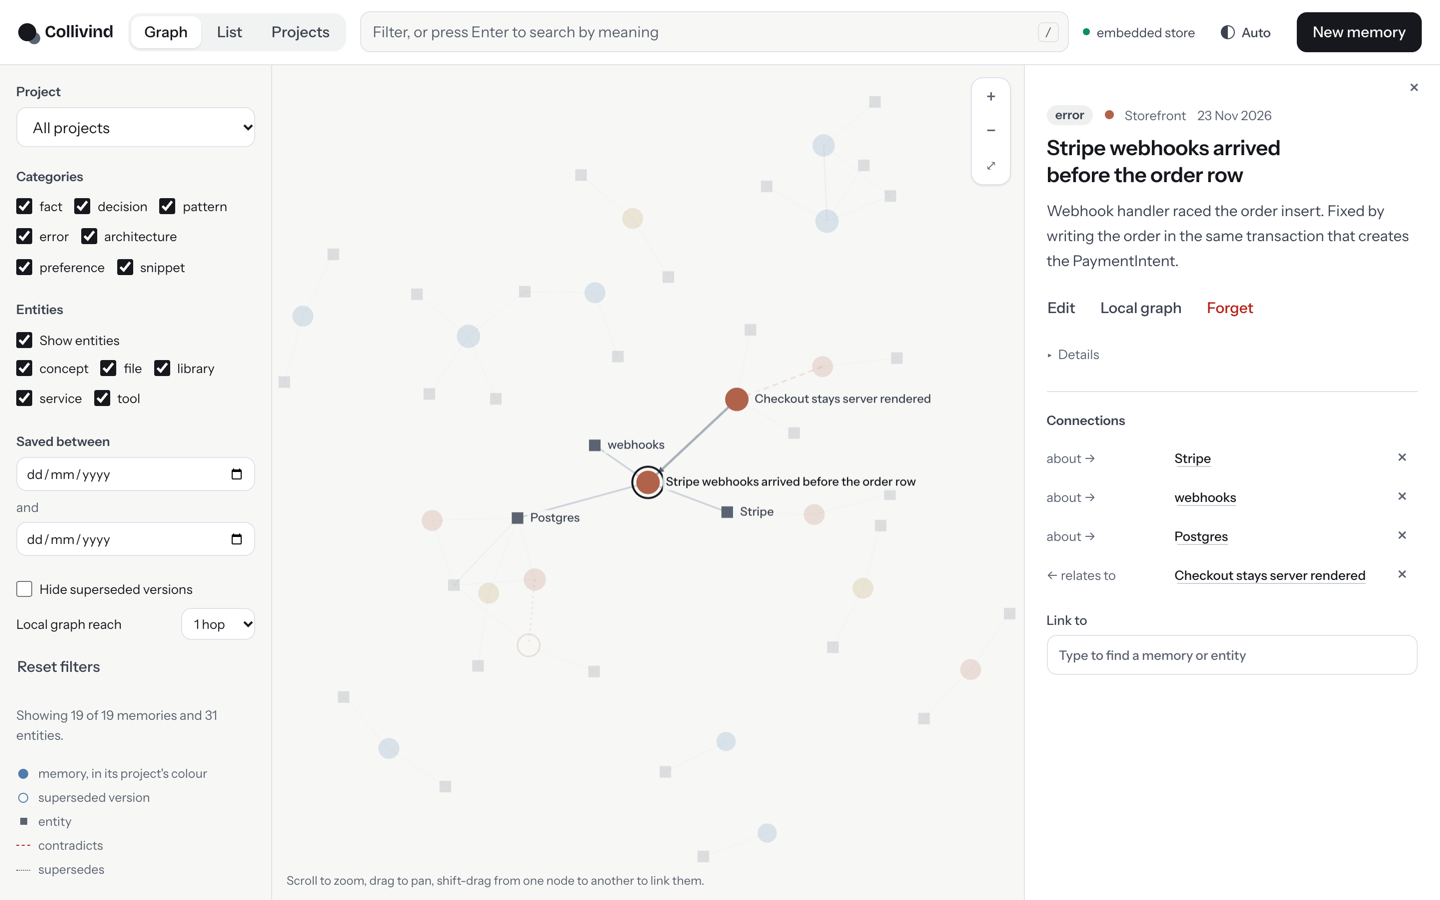 Collivind
Graph List Projects
Filter, or press Enter to search by meaning /
embedded store
Auto
New memory
Project
All projects
Categories
fact decision pattern
error architecture
preference snippet
Entities
Show entities
concept file library
service tool
Saved between
dd/mm/yyyy
and
dd/mm/yyyy
Hide superseded versions
Local graph reach 1 hop
Reset filters
Showing 19 of 19 memories and 31
entities.
memory, in its project's colour
superseded version
entity
contradicts
supersedes
+
−
Checkout stays server rendered
webhooks
Stripe webhooks arrived before the order row
Stripe
Postgres
Scroll to zoom, drag to pan, shift-drag from one node to another to link them.
×
error Storefront 23 Nov 2026
Stripe webhooks arrived
before the order row
Webhook handler raced the order insert. Fixed by
writing the order in the same transaction that creates
the PaymentIntent.
Edit Local graph Forget
Details
Connections
about → Stripe ×
about → webhooks ×
about → Postgres ×
← relates to Checkout stays server rendered ×
Link to
Type to find a memory or entity